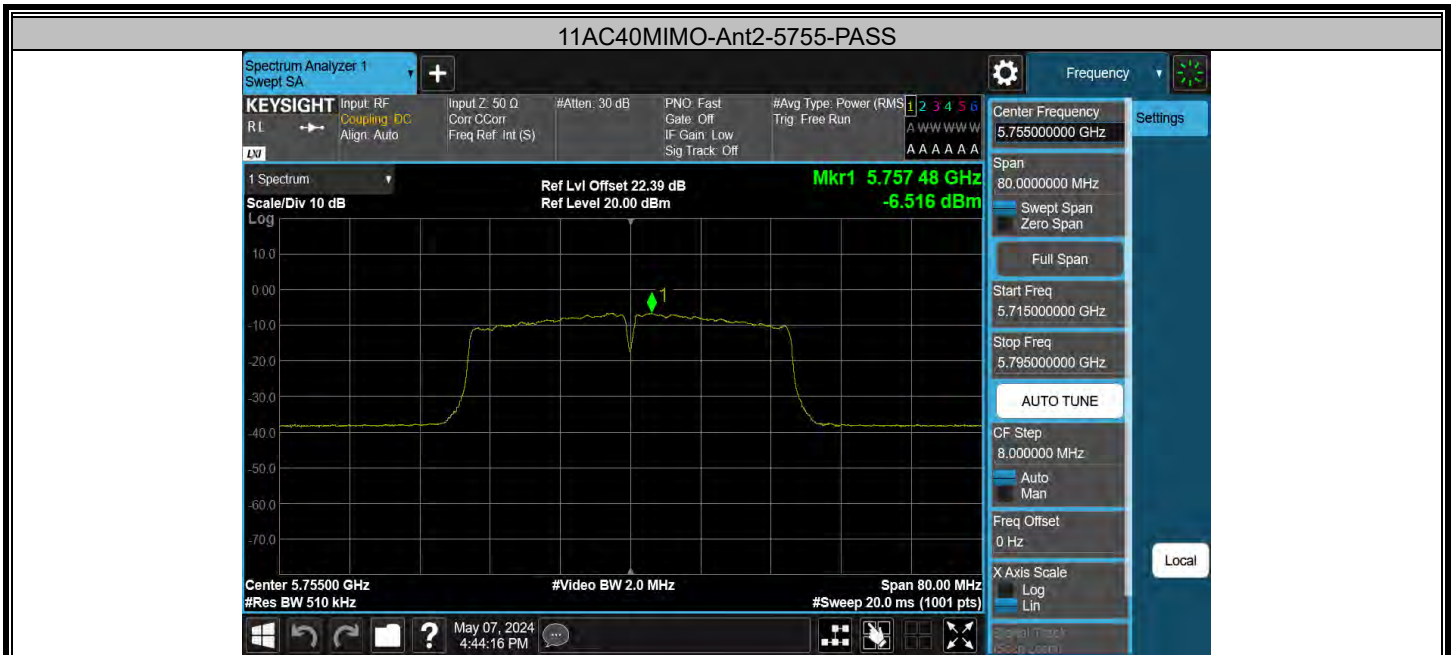 11AC40MIMO-Ant2-5755-PASS
Spectrum Analyzer 1
Swept SA
Frequency
KEYSIGHT
RL
LXI
Input: RF
Coupling: DC
Align: Auto
Input Z: 50 Ω
Corr CCorr
Freq Ref: Int (S)
#Atten: 30 dB
PNO: Fast
Gate: Off
IF Gain: Low
Sig Track: Off
#Avg Type: Power (RMS
Trig: Free Run
1 2 3 4 5 6
A W W W W W
A A A A A A
1 Spectrum
Scale/Div 10 dB
Log
Ref Lvl Offset 22.39 dB
Ref Level 20.00 dBm
Mkr1 5.757 48 GHz
-6.516 dBm
10.0
0.00
-10.0
-20.0
-30.0
-40.0
-50.0
-60.0
-70.0
1
Center 5.75500 GHz
#Res BW 510 kHz
#Video BW 2.0 MHz
Span 80.00 MHz
#Sweep 20.0 ms (1001 pts)
Center Frequency
5.755000000 GHz
Settings
Span
80.0000000 MHz
Swept Span
Zero Span
Full Span
Start Freq
5.715000000 GHz
Stop Freq
5.795000000 GHz
AUTO TUNE
CF Step
8.000000 MHz
Auto
Man
Freq Offset
0 Hz
X Axis Scale
Log
Lin
Signal Track
(Span Zoom)
Local
?
May 07, 2024
4:44:16 PM